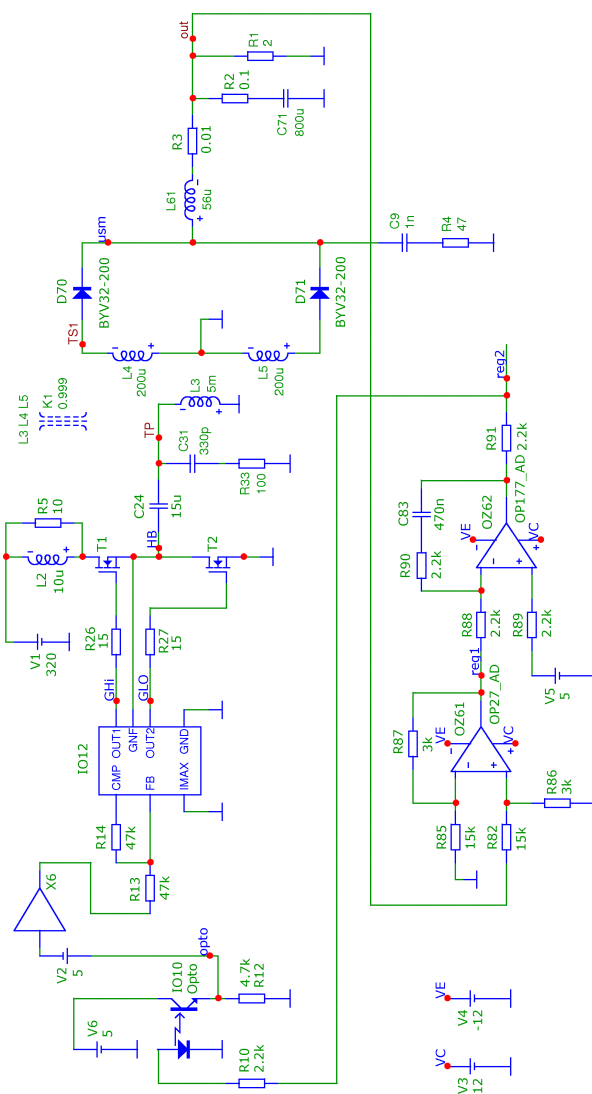 out
R1
2
R2
0.1
C71
800u
R3
0.01
L61
56u
usm
C9
1n
R4
47
D70
BYV32-200
D71
BYV32-200
TS1
L4
200u
L5
200u
L3 L4 L5
K1
0.999
L3
5m
TP
C31
330p
R33
100
C24
15u
HB
R5
10
L2
10u
V1
320
T1
T2
R26
15
R27
15
GHi
GLO
IO12
CMP OUT1
GNF
FB OUT2
IMAX GND
R14
47k
R13
47k
X6
V2
5
opto
IO10
Opto
4.7k
R12
V6
5
R10
2.2k
reg2
R91
2.2k
OP177_AD
OZ62
C83
470n
R90
2.2k
VE
VC
R88
2.2k
R89
2.2k
V5
5
reg1
OP27_AD
OZ61
R87
3k
VE
VC
R86
3k
R85
15k
R82
15k
VE
V4
-12
VC
V3
12